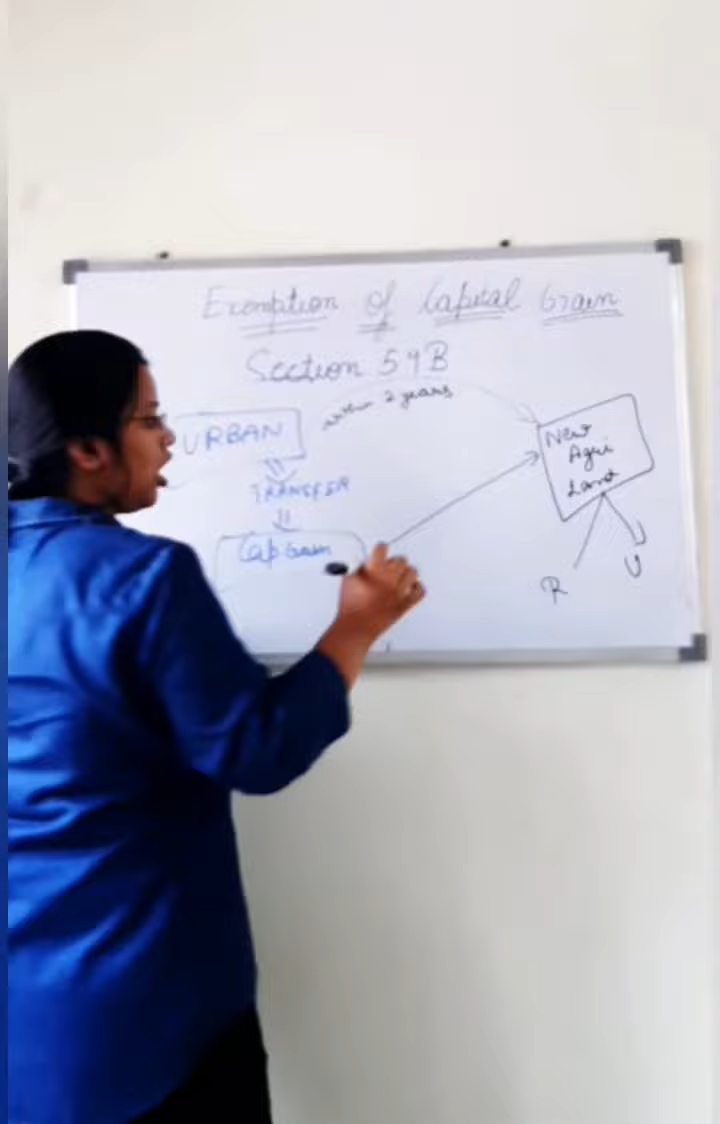 Exemption of Capital Gain
Section 54B
within 2 years
URBAN
TRANSFER
Cap Gain
New
Agri
Land
R
U